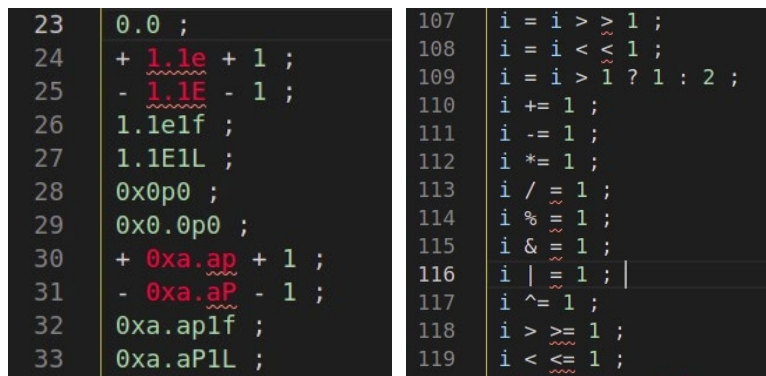 23 0.0 ;
24 + 1.1e + 1 ;
25 - 1.1E - 1 ;
26 1.1e1f ;
27 1.1E1L ;
28 0x0p0 ;
29 0x0.0p0 ;
30 + 0xa.ap + 1 ;
31 - 0xa.aP - 1 ;
32 0xa.ap1f ;
33 0xa.aP1L ;
107 i = i > > 1 ;
108 i = i < < 1 ;
109 i = i > 1 ? 1 : 2 ;
110 i += 1 ;
111 i -= 1 ;
112 i *= 1 ;
113 i / = 1 ;
114 i % = 1 ;
115 i & = 1 ;
116 i | = 1 ;
117 i ^= 1 ;
118 i > >= 1 ;
119 i < <= 1 ;